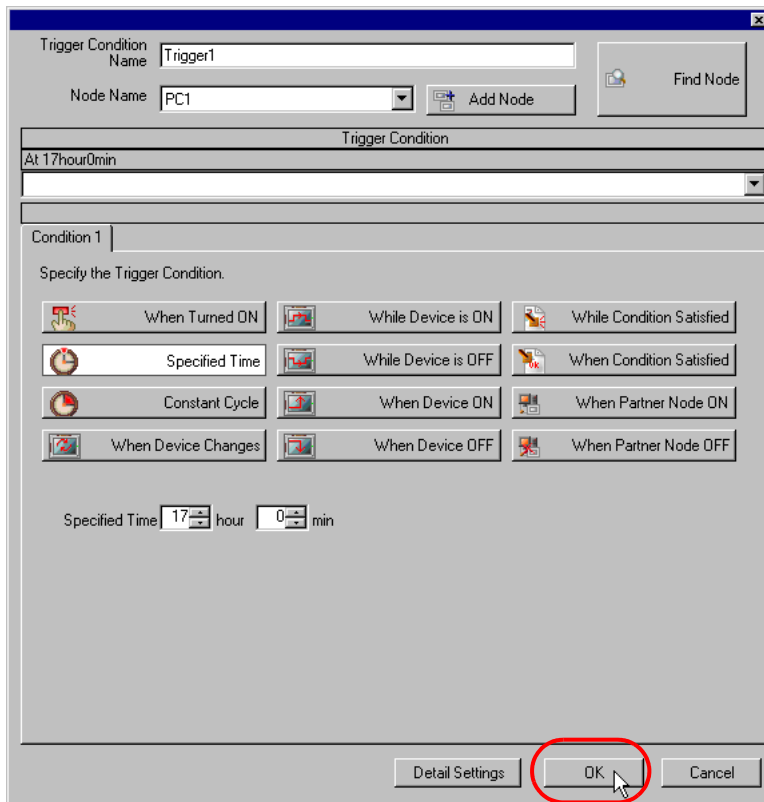 Trigger Condition
Name
Trigger1
Find Node
Node Name
PC1
Add Node
Trigger Condition
At 17hour0min
Condition 1
Specify the Trigger Condition.
When Turned ON
While Device is ON
While Condition Satisfied
Specified Time
While Device is OFF
When Condition Satisfied
Constant Cycle
When Device ON
When Partner Node ON
When Device Changes
When Device OFF
When Partner Node OFF
Specified Time 17 hour 0 min
Detail Settings
OK
Cancel